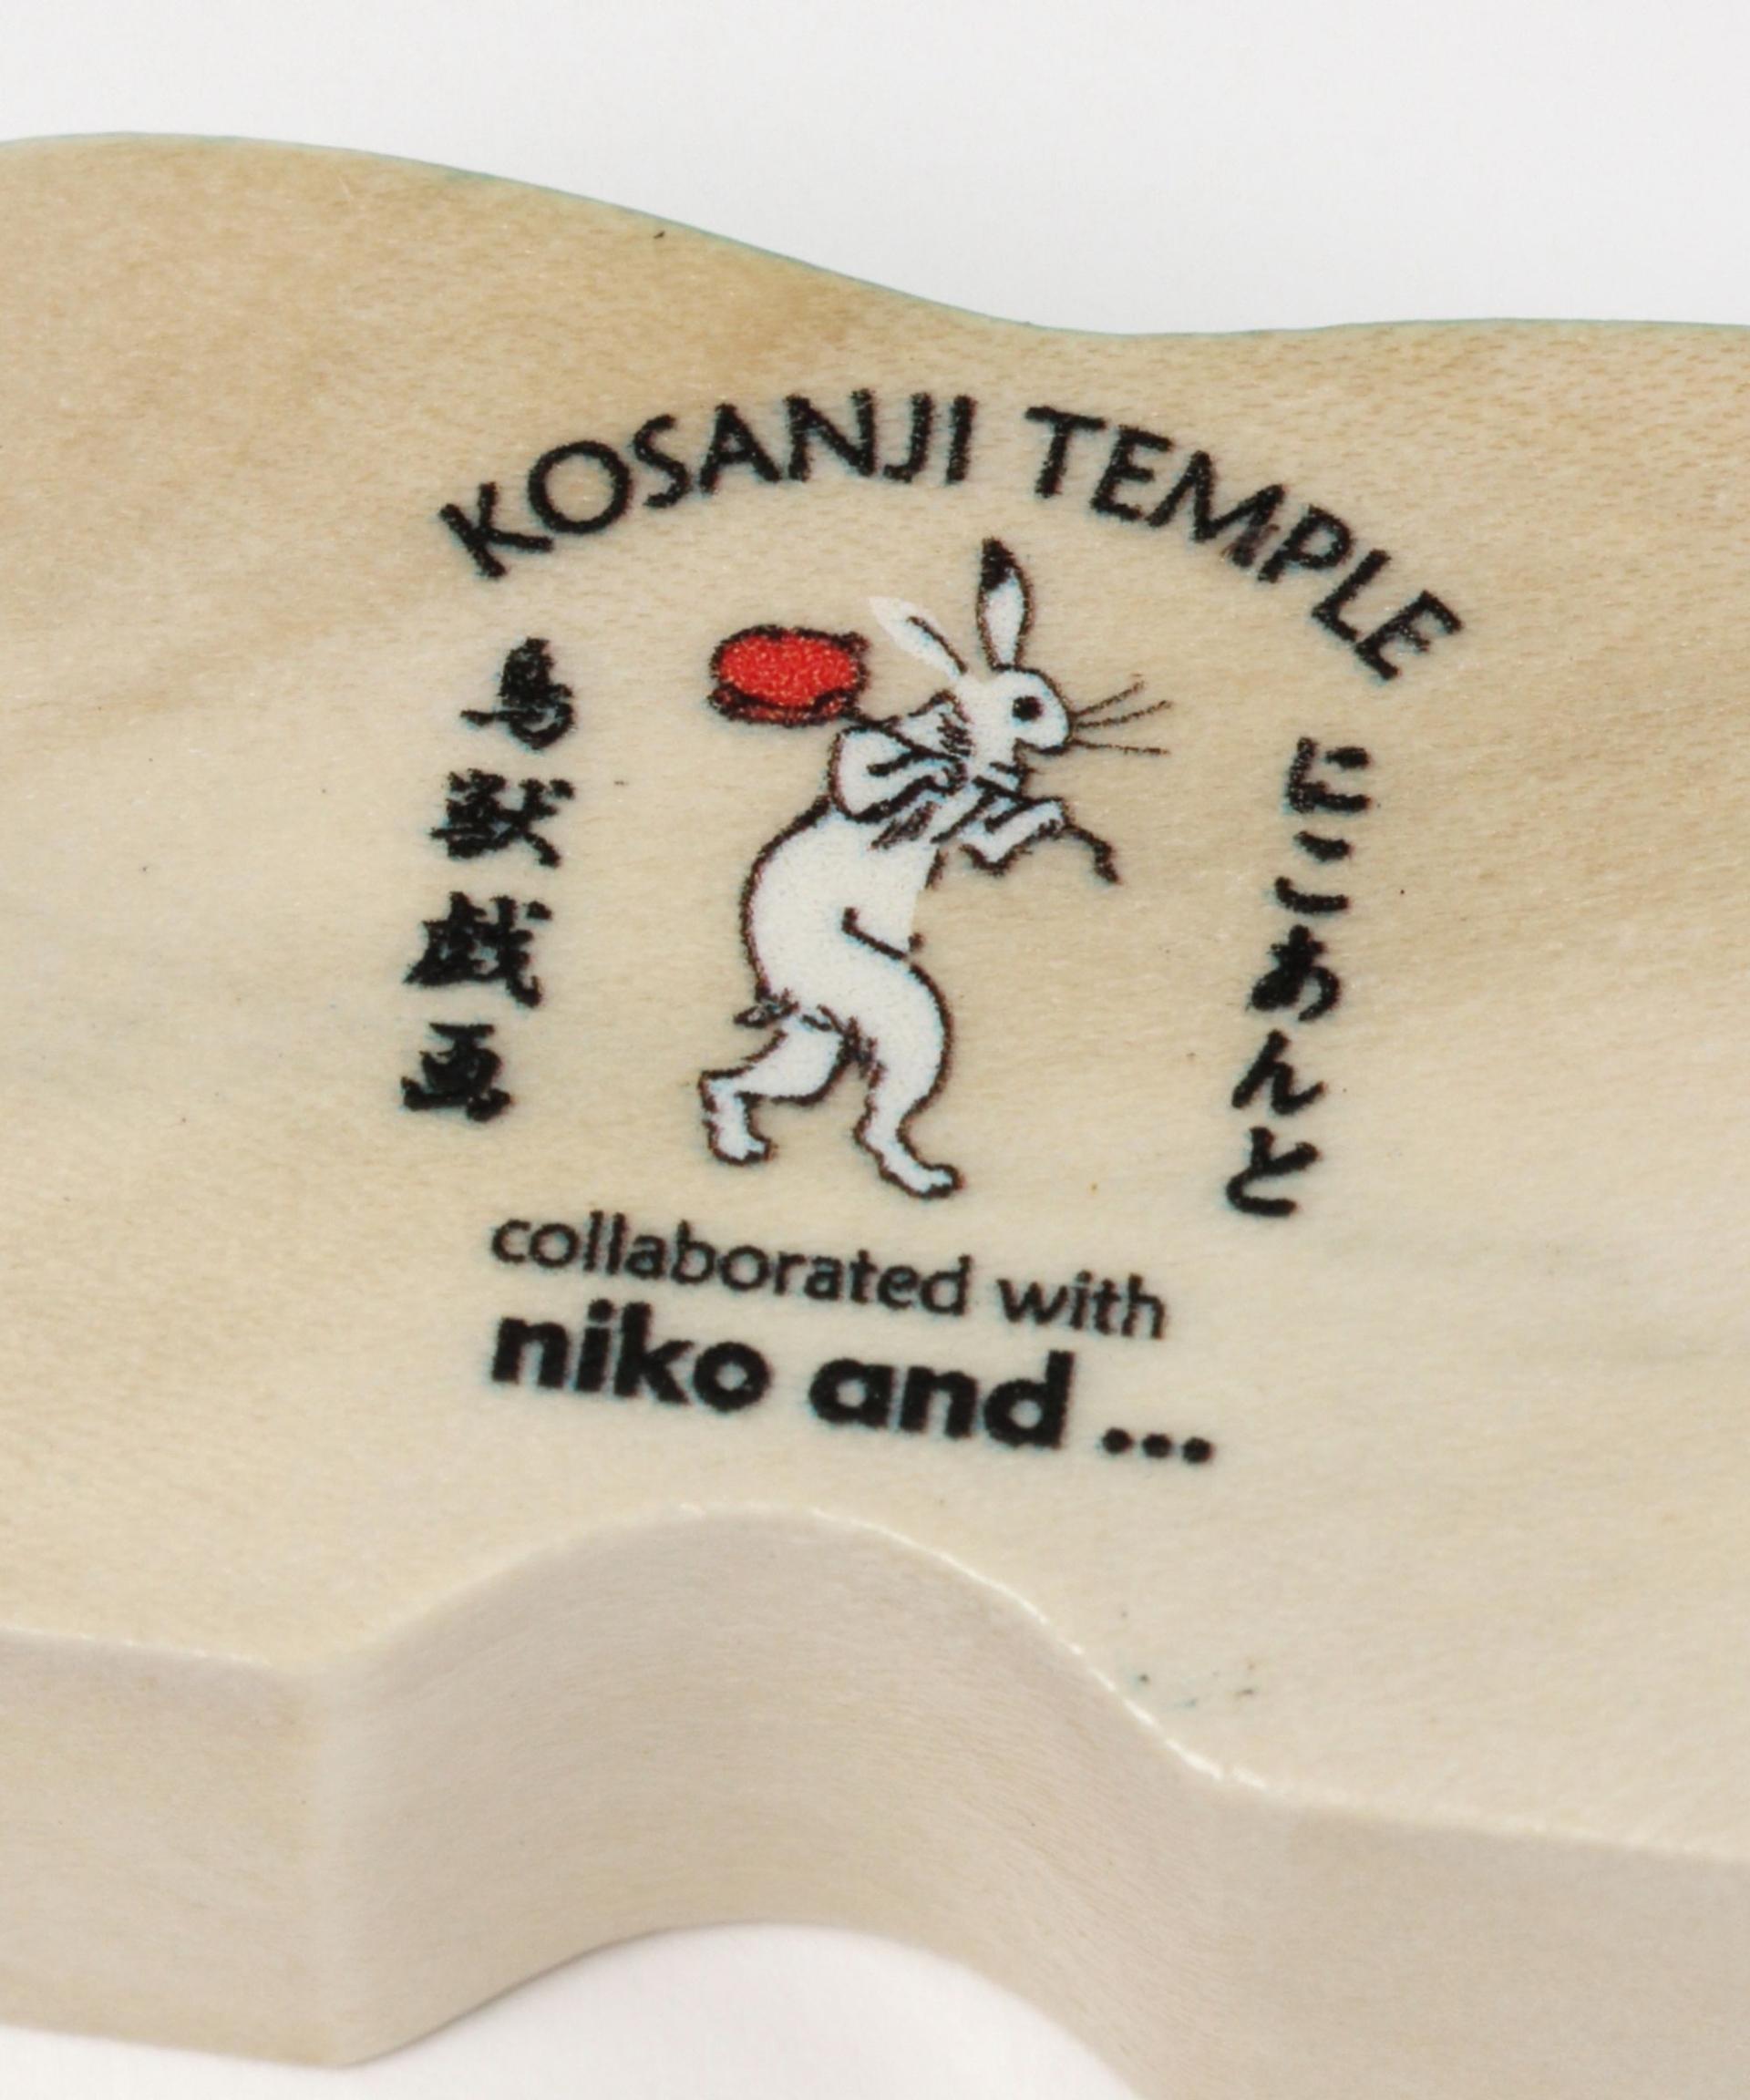 KOSANJI TEMPLE
鳥獣戯画
にこあんど
collaborated with
niko and ...